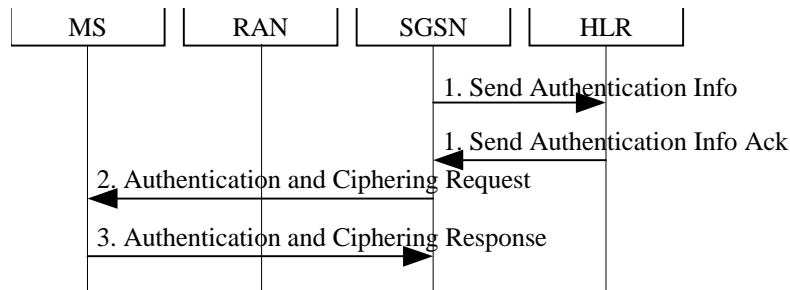 MS RAN SGSN HLR
1. Send Authentication Info
1. Send Authentication Info Ack
2. Authentication and Ciphering Request
3. Authentication and Ciphering Response